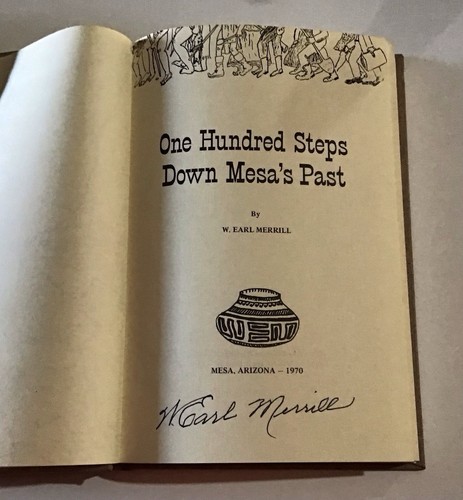 One Hundred Steps
Down Mesa's Past
By
W. EARL MERRILL
MESA, ARIZONA – 1970
W. Earl Merrill